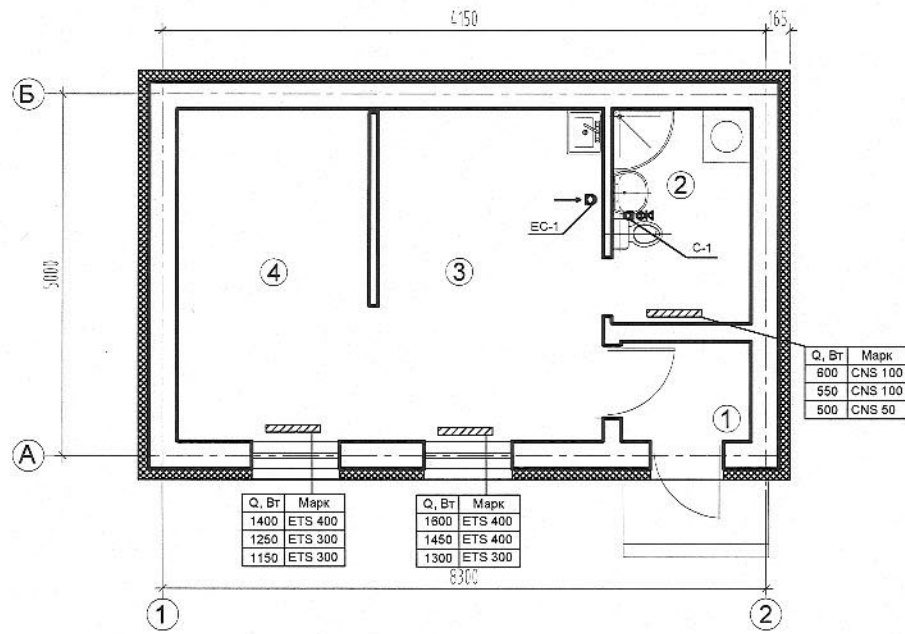 4150
165
Б
5000
2
ЕС-1
С-1
4
3
Q, Вт Марк
600 CNS 100
550 CNS 100
500 CNS 50
1
А
Q, Вт Марк
1400 ETS 400
1250 ETS 300
1150 ETS 300
Q, Вт Марк
1600 ETS 400
1450 ETS 400
1300 ETS 300
8300
1
2